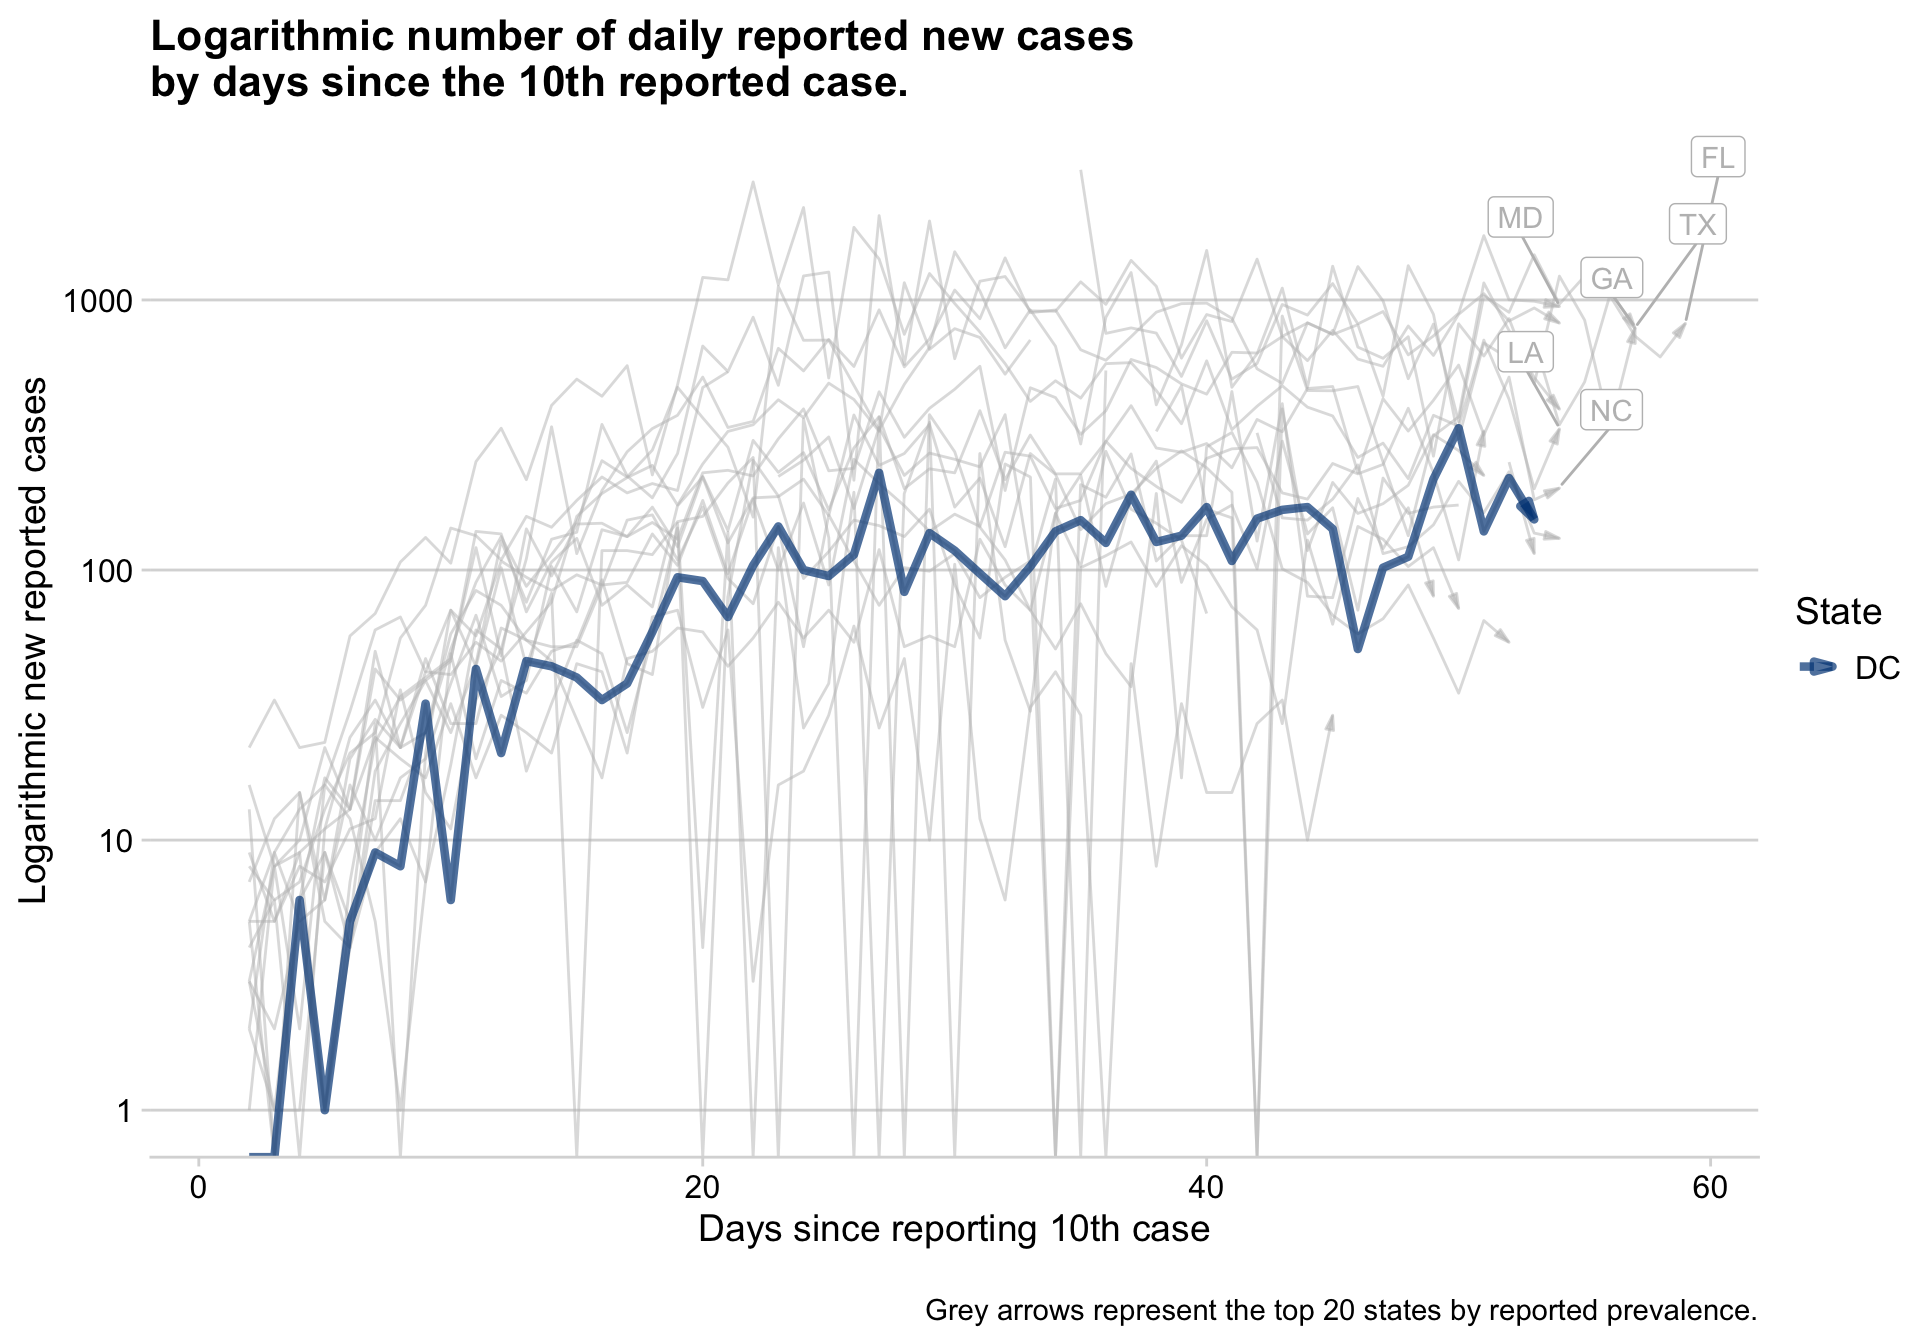 Logarithmic number of daily reported new cases
by days since the 10th reported case.
FL
MD
TX
GA
1000
LA
NC
Logarithmic new reported cases
100
State
DC
10
1
0
20
40
60
Days since reporting 10th case
Grey arrows represent the top 20 states by reported prevalence.